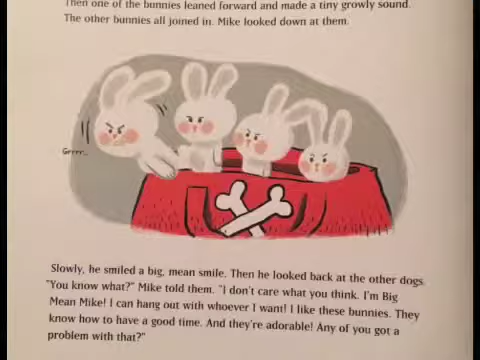 Then one of the bunnies leaned forward and made a tiny growly sound.
The other bunnies all joined in. Mike looked down at them.
Grrrr..
Slowly, he smiled a big, mean smile. Then he looked back at the other dogs.
"You know what?" Mike told them. "I don't care what you think. I'm Big
Mean Mike! I can hang out with whoever I want! I like these bunnies. They
know how to have a good time. And they're adorable! Any of you got a
problem with that?"